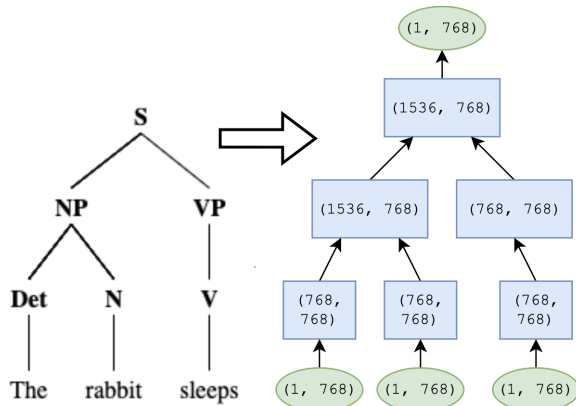 S
NP VP
Det N V
The rabbit sleeps
(1, 768)
(1536, 768)
(1536, 768) (768, 768)
(768, (768, (768,
768) 768) 768)
(1, 768) (1, 768) (1, 768)